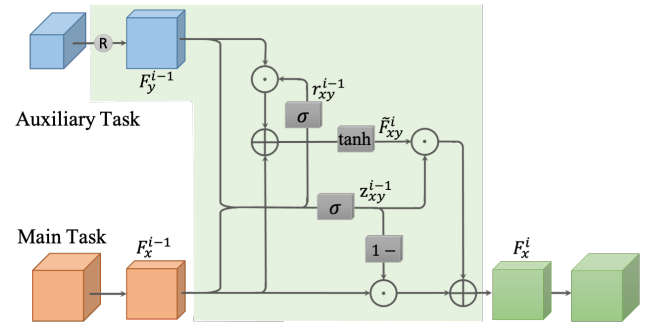 R
F_y^{i-1}
r_{xy}^{i-1}
Auxiliary Task
σ
tanh
F̃_{xy}^i
z_{xy}^{i-1}
σ
Main Task
F_x^{i-1}
1 −
F_x^i